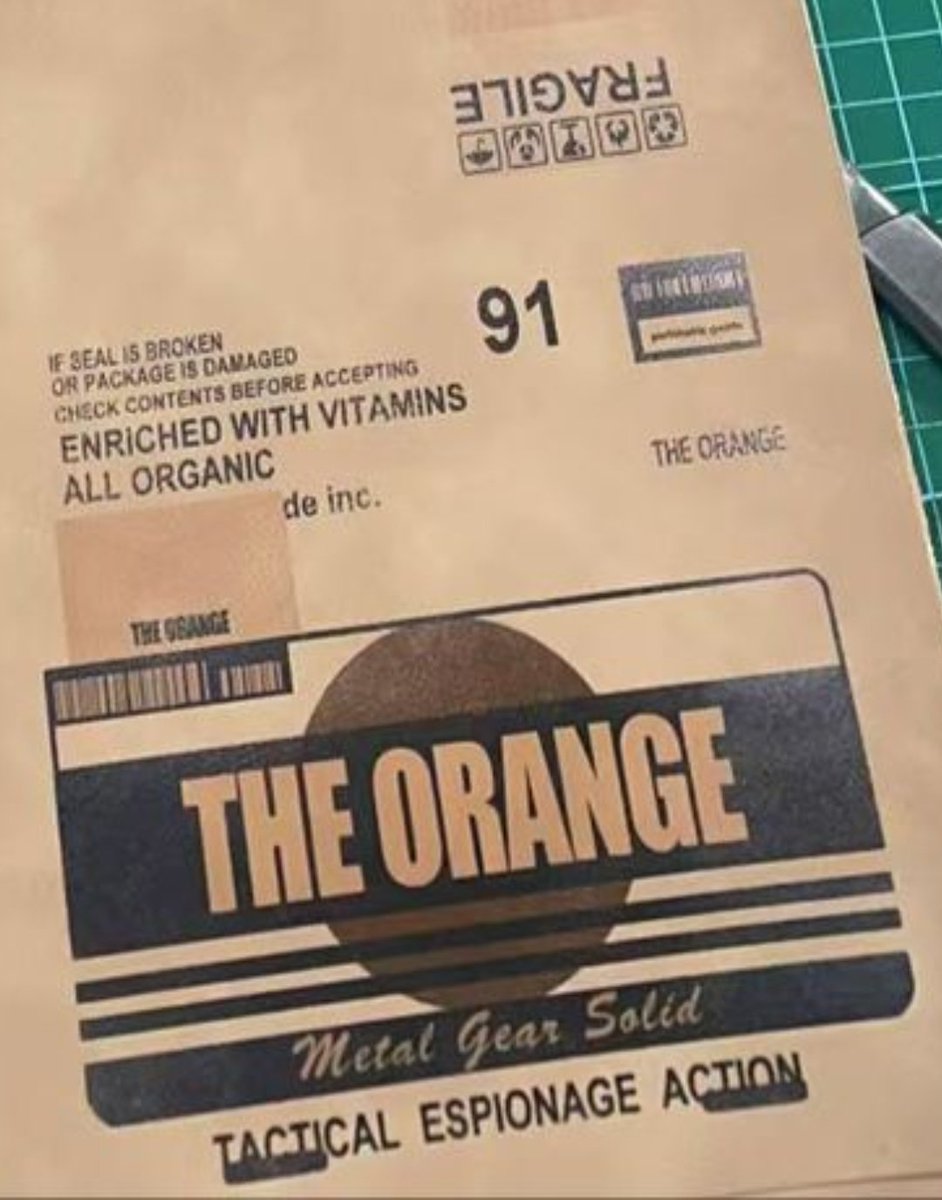 FRAGILE
91
IF SEAL IS BROKEN
OR PACKAGE IS DAMAGED
CHECK CONTENTS BEFORE ACCEPTING
ENRICHED WITH VITAMINS
ALL ORGANIC
de inc.
THE ORANGE
THE ORANGE
THE ORANGE
Metal Gear Solid
TACTICAL ESPIONAGE ACTION